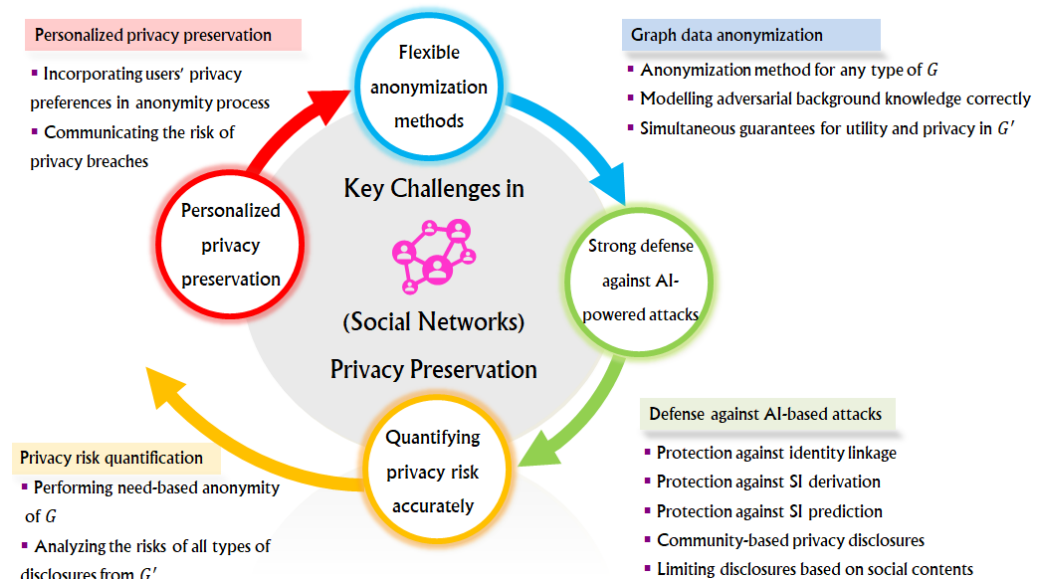 Personalized privacy preservation
▪ Incorporating users' privacy
preferences in anonymity process
▪ Communicating the risk of
privacy breaches
Flexible
anonymization
methods
Graph data anonymization
▪ Anonymization method for any type of G
▪ Modelling adversarial background knowledge correctly
▪ Simultaneous guarantees for utility and privacy in G′
Personalized
privacy
preservation
Key Challenges in
(Social Networks)
Privacy Preservation
Strong defense
against AI-
powered attacks
Quantifying
privacy risk
accurately
Privacy risk quantification
▪ Performing need-based anonymity
of G
▪ Analyzing the risks of all types of
disclosures from G′
Defense against AI-based attacks
▪ Protection against identity linkage
▪ Protection against SI derivation
▪ Protection against SI prediction
▪ Community-based privacy disclosures
▪ Limiting disclosures based on social contents